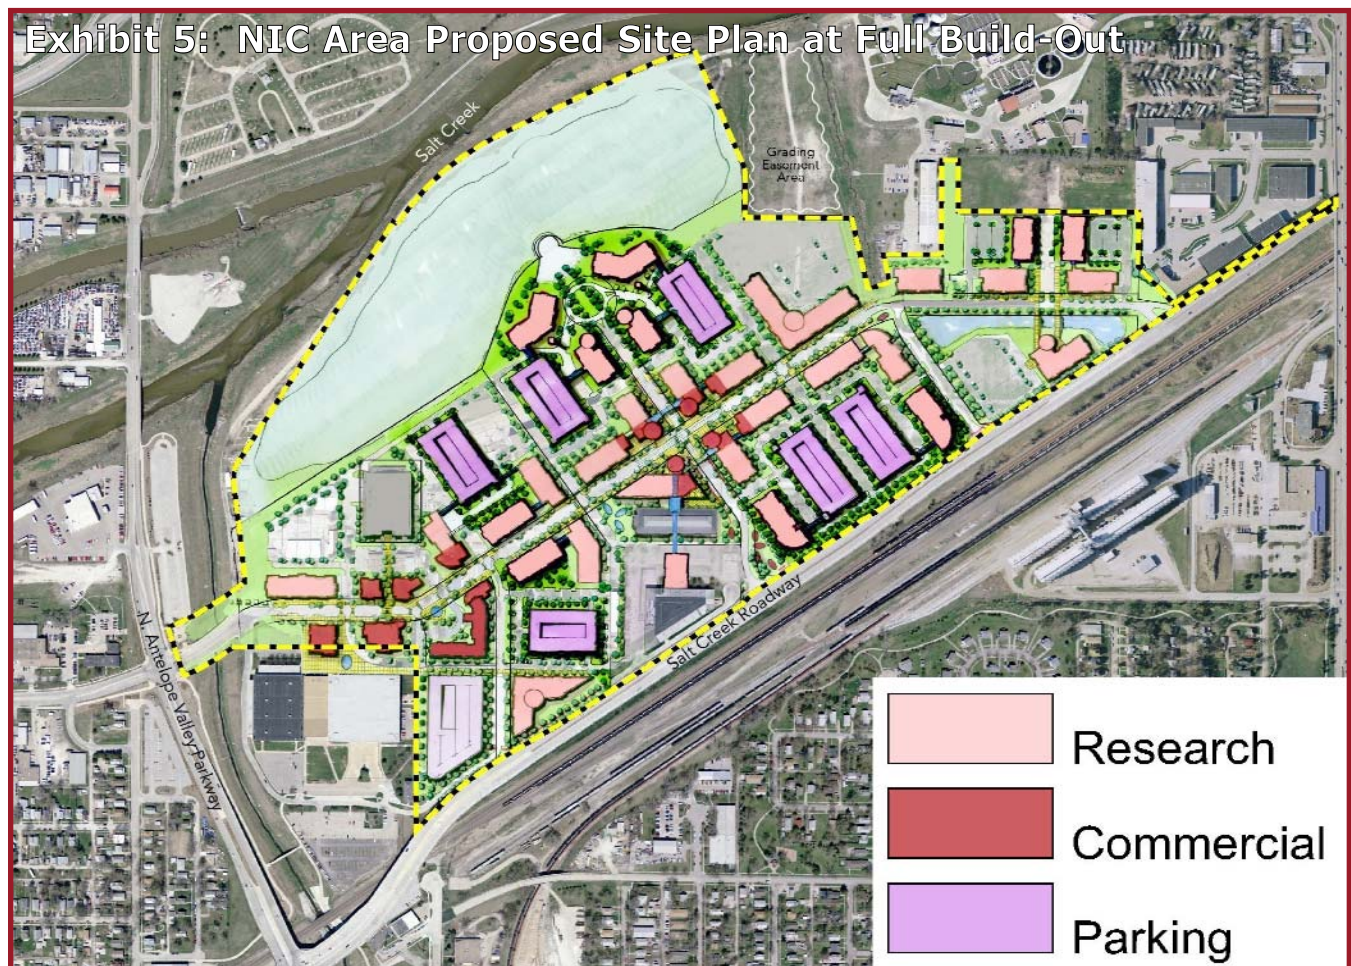 Exhibit 5: NIC Area Proposed Site Plan at Full Build-Out
Salt Creek
Grading
Easement
Area
N. Antelope Valley Parkway
Salt Creek Roadway
Research
Commercial
Parking